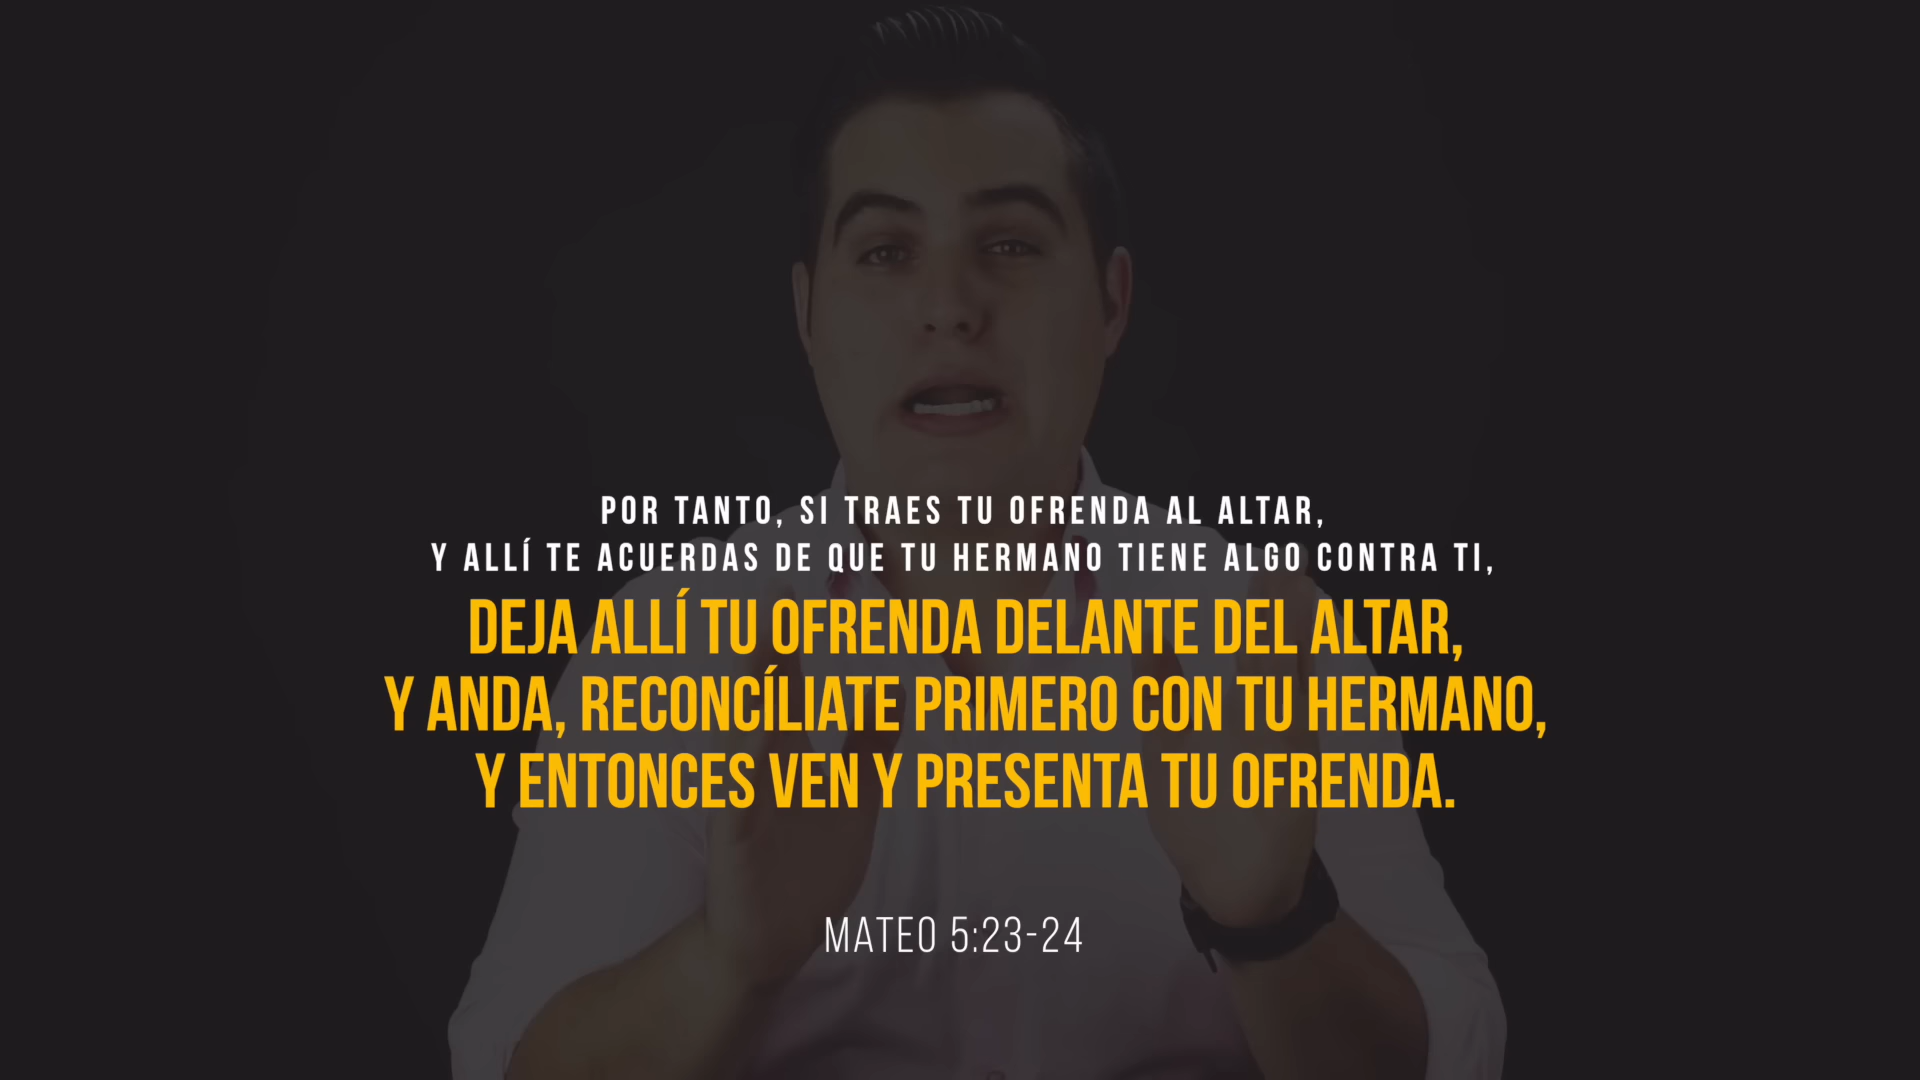 POR TANTO, SI TRAES TU OFRENDA AL ALTAR,
Y ALLÍ TE ACUERDAS DE QUE TU HERMANO TIENE ALGO CONTRA TI,
DEJA ALLÍ TU OFRENDA DELANTE DEL ALTAR,
Y ANDA, RECONCÍLIATE PRIMERO CON TU HERMANO,
Y ENTONCES VEN Y PRESENTA TU OFRENDA.
MATEO 5:23-24